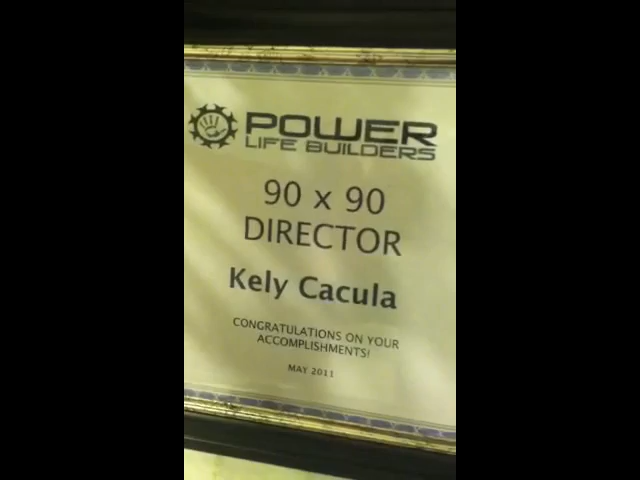 POWER
LIFE BUILDERS
90 x 90
DIRECTOR
Kely Cacula
CONGRATULATIONS ON YOUR
ACCOMPLISHMENTS!
MAY 2011